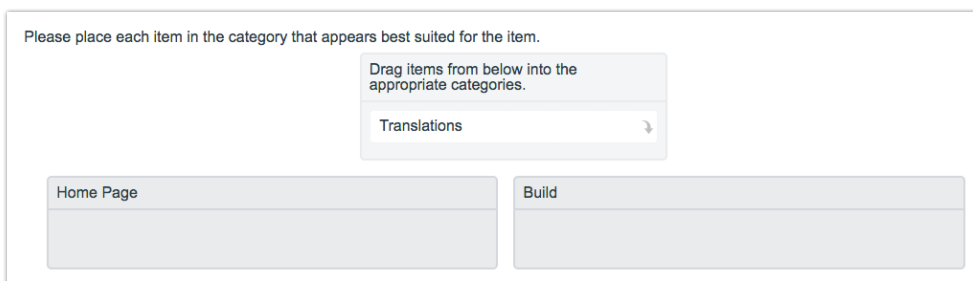 Please place each item in the category that appears best suited for the item.
Drag items from below into the
appropriate categories.
Translations
Home Page
Build